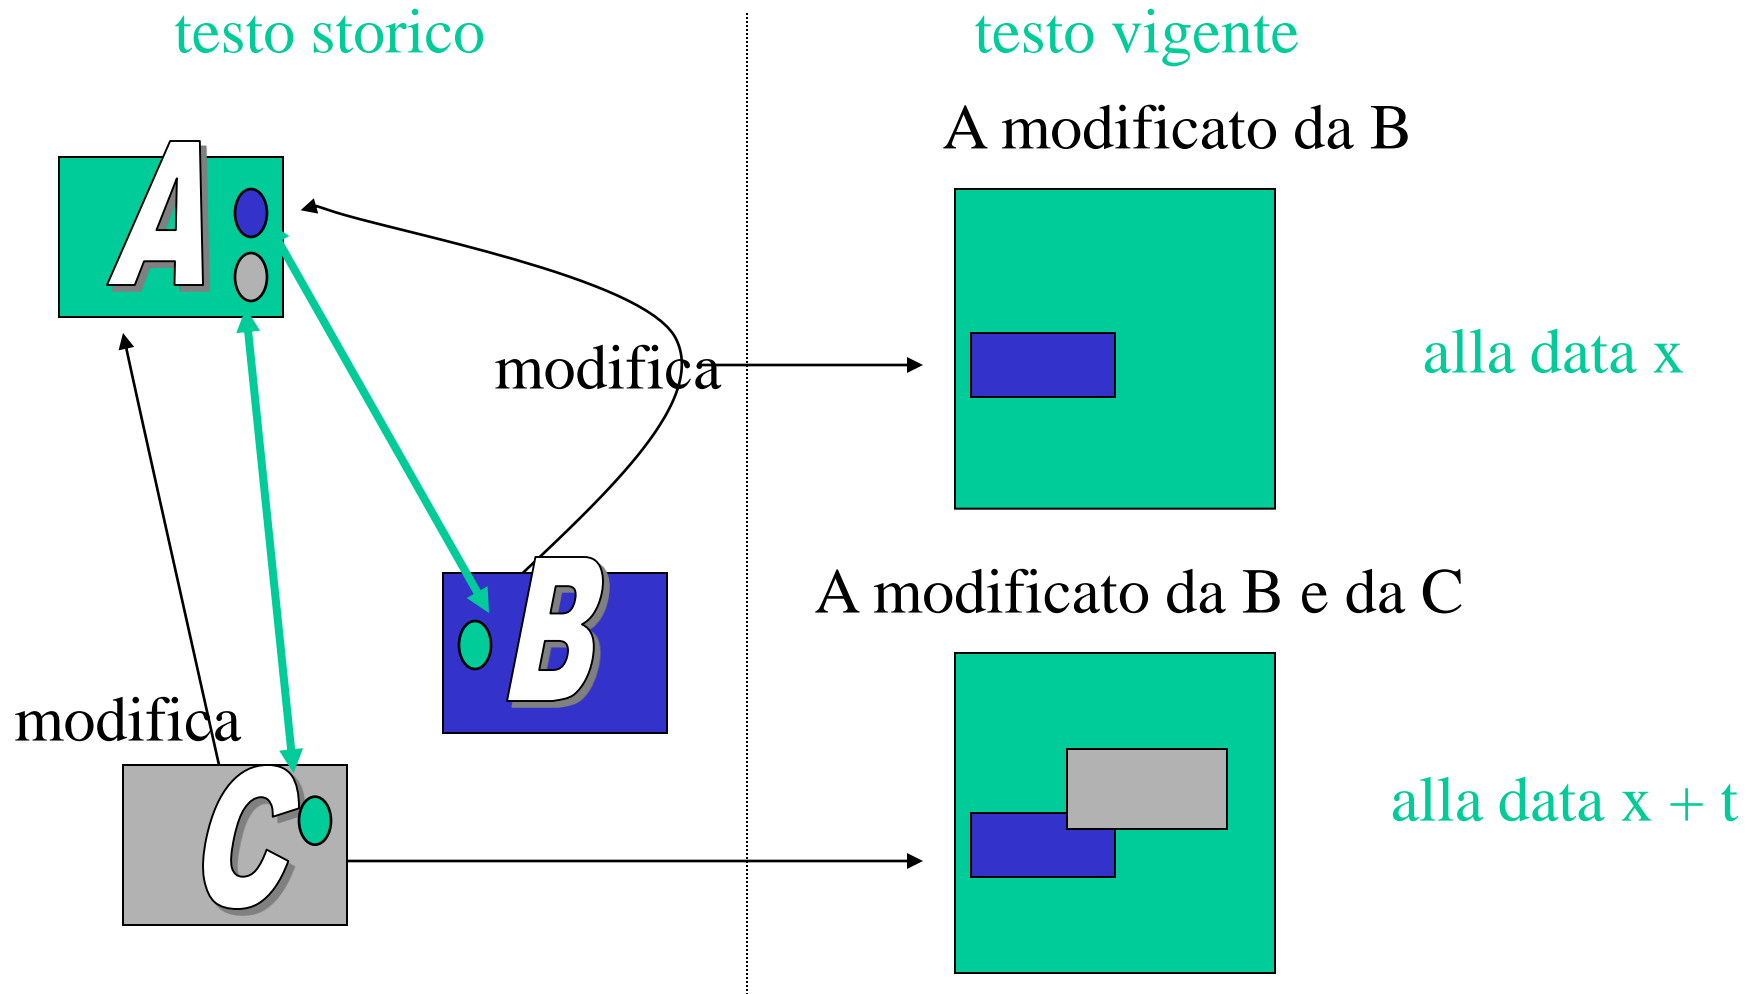 testo storico
testo vigente
A modificato da B
A
modifica
alla data x
B
A modificato da B e da C
modifica
C
alla data x + t